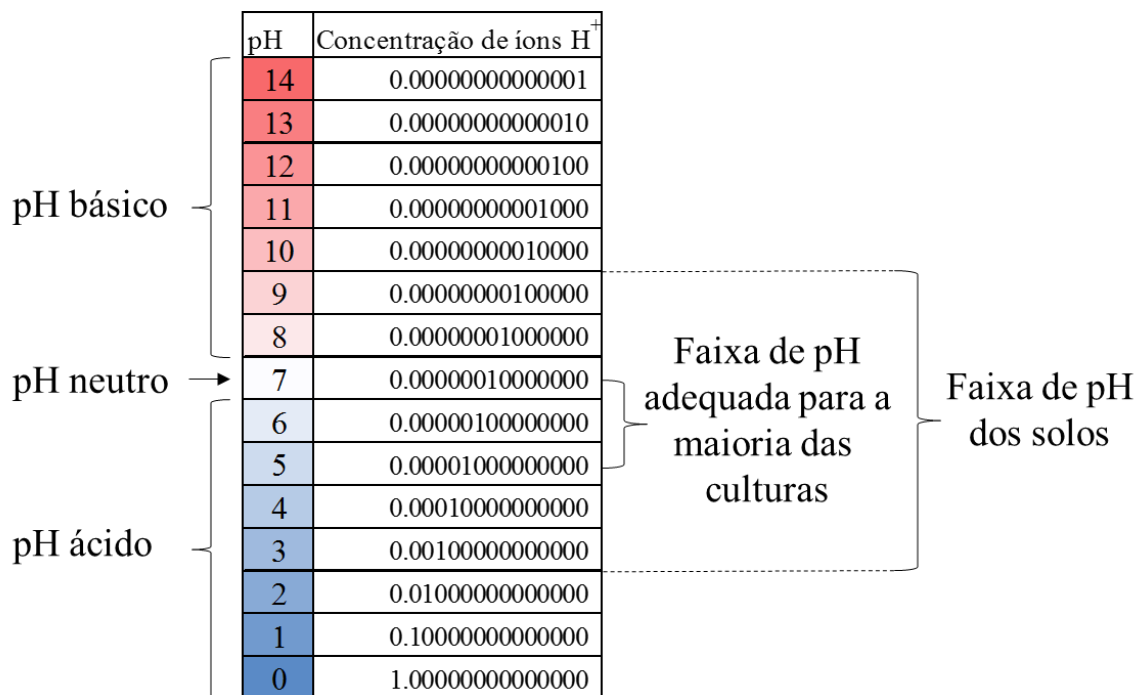 pH Concentração de íons H+
14 0.00000000000001
13 0.00000000000010
12 0.00000000000100
11 0.00000000001000
10 0.00000000010000
9 0.00000000100000
8 0.00000001000000
7 0.00000010000000
6 0.00000100000000
5 0.00001000000000
4 0.00010000000000
3 0.00100000000000
2 0.01000000000000
1 0.10000000000000
0 1.00000000000000
pH básico
pH neutro
pH ácido
Faixa de pH
adequada para a
maioria das
culturas
Faixa de pH
dos solos